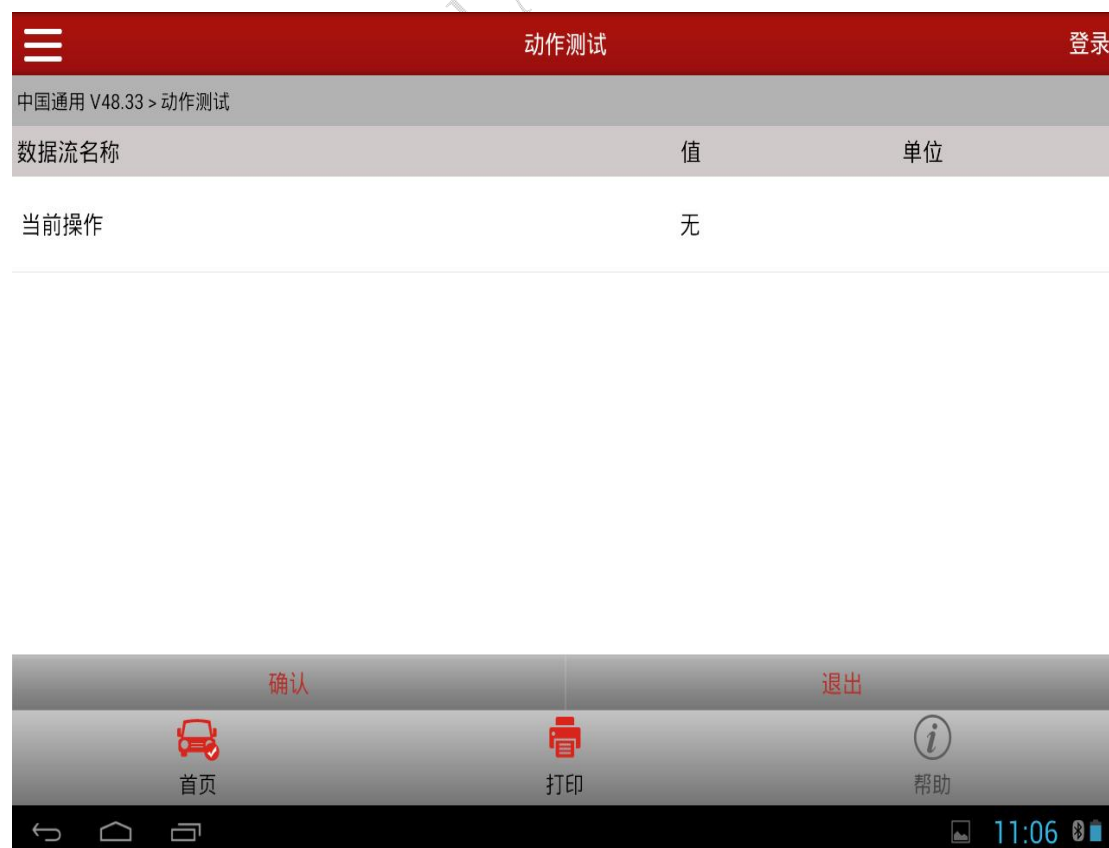 动作测试 登录
中国通用 V48.33 > 动作测试
数据流名称 值 单位
当前操作 无
确认 退出
首页 打印 帮助
11:06